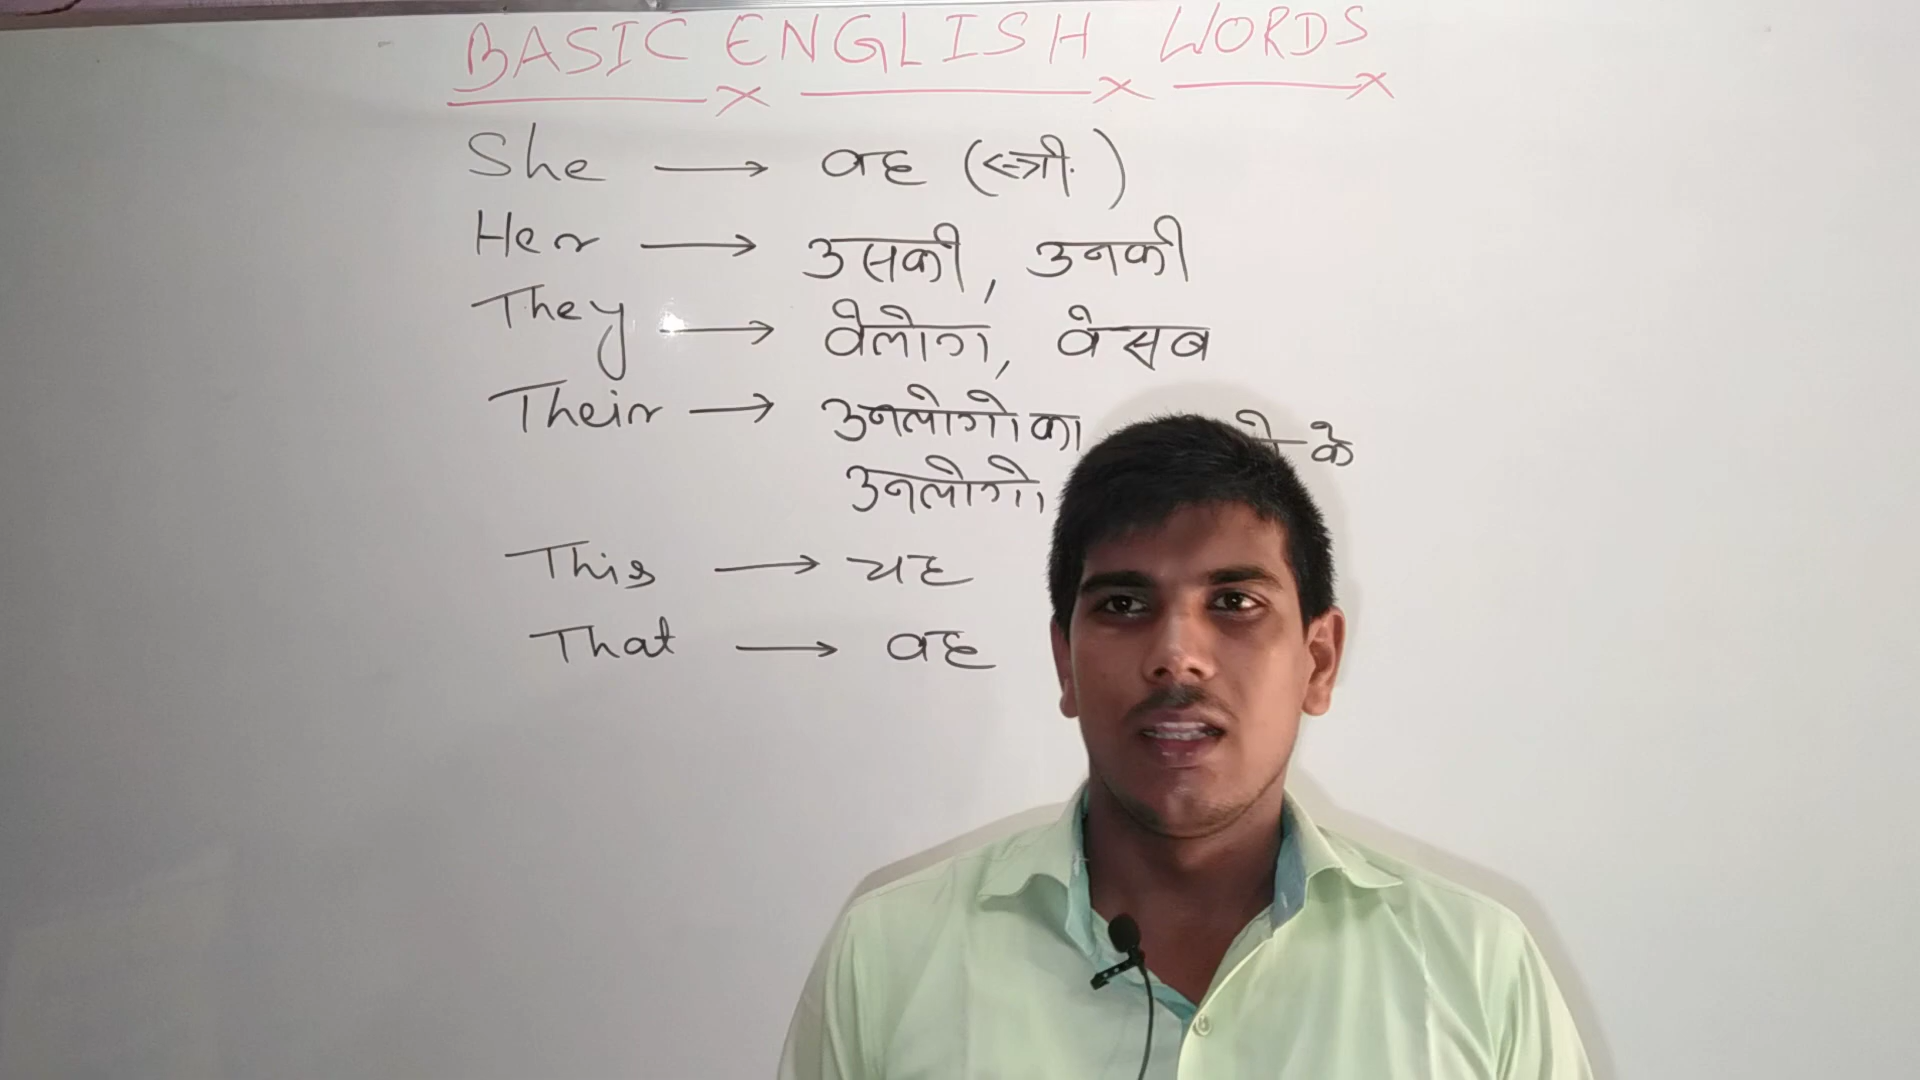 BASIC ENGLISH WORDS
She → वह (स्त्री.)
Her → उसकी, उनकी
They → वेलोग, वे सब
Their → उनलोगों का के
उनलोगों
This → यह
That → वह